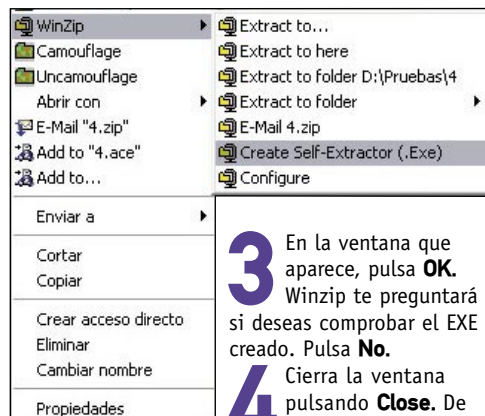 WinZip
Camouflage
Uncamouflage
Abrir con
E-Mail "4.zip"
Add to "4.ace"
Add to...
Enviar a
Cortar
Copiar
Crear acceso directo
Eliminar
Cambiar nombre
Propiedades
Extract to...
Extract to here
Extract to folder D:\Pruebas\4
Extract to folder
E-Mail 4.zip
Create Self-Extractor (.Exe)
Configure
3 En la ventana que
aparece, pulsa OK.
Winzip te preguntará
si deseas comprobar el EXE
creado. Pulsa No.
4 Cierra la ventana
pulsando Close. De